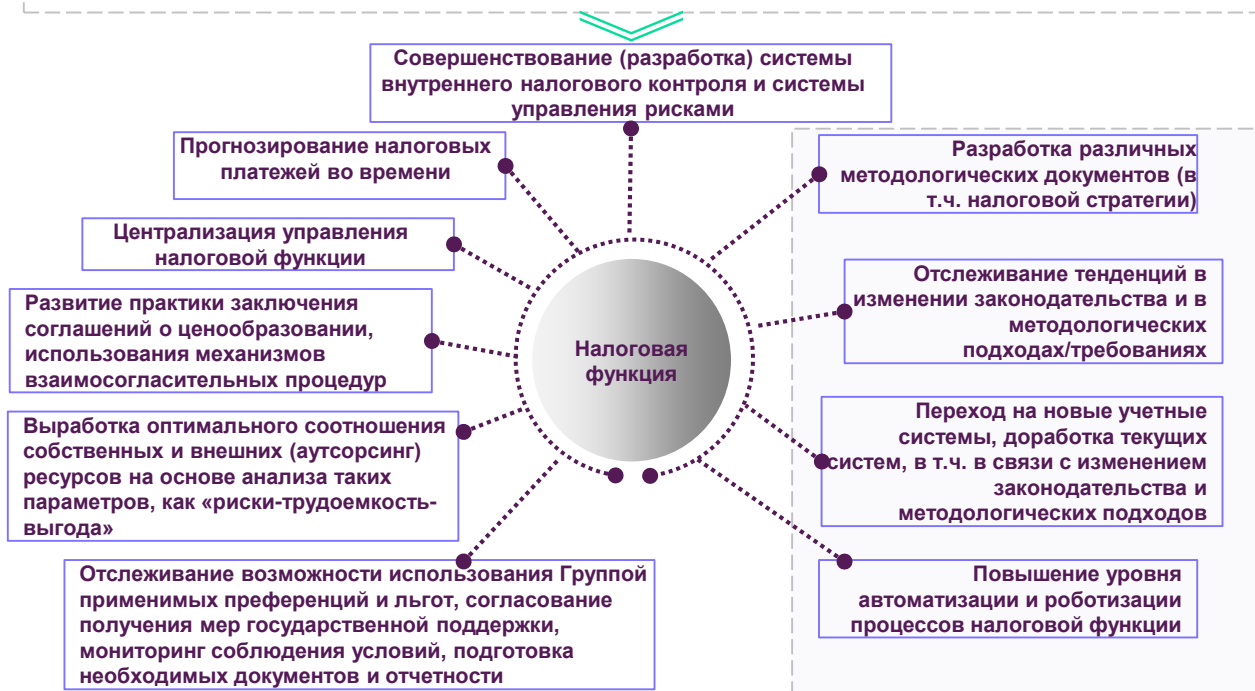 Совершенствование (разработка) системы
внутреннего налогового контроля и системы
управления рисками
Прогнозирование налоговых
платежей во времени
Централизация управления
налоговой функции
Развитие практики заключения
соглашений о ценообразовании,
использования механизмов
взаимосогласительных процедур
Выработка оптимального соотношения
собственных и внешних (аутсорсинг)
ресурсов на основе анализа таких
параметров, как «риски-трудоемкость-
выгода»
Отслеживание возможности использования Группой
применимых преференций и льгот, согласование
получения мер государственной поддержки,
мониторинг соблюдения условий, подготовка
необходимых документов и отчетности
Налоговая
функция
Разработка различных
методологических документов (в
т.ч. налоговой стратегии)
Отслеживание тенденций в
изменении законодательства и в
методологических
подходах/требованиях
Переход на новые учетные
системы, доработка текущих
систем, в т.ч. в связи с изменением
законодательства и
методологических подходов
Повышение уровня
автоматизации и роботизации
процессов налоговой функции